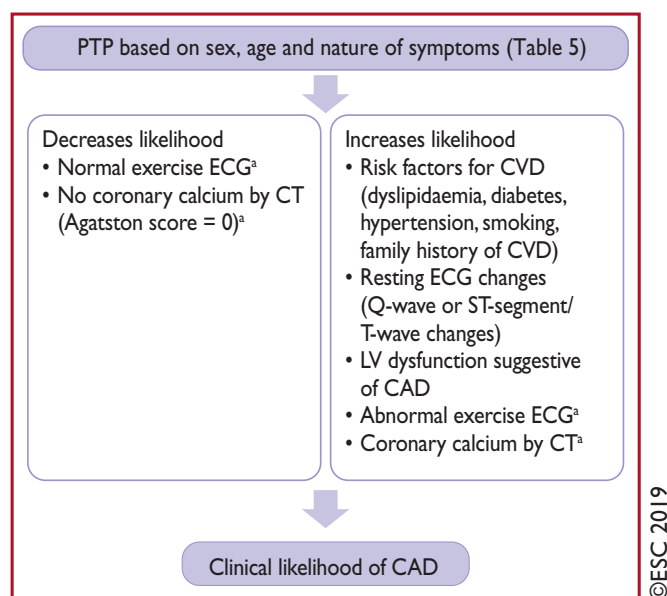 PTP based on sex, age and nature of symptoms (Table 5)
Decreases likelihood
• Normal exercise ECGᵃ
• No coronary calcium by CT
(Agatston score = 0)ᵃ
Increases likelihood
• Risk factors for CVD
(dyslipidaemia, diabetes,
hypertension, smoking,
family history of CVD)
• Resting ECG changes
(Q-wave or ST-segment/
T-wave changes)
• LV dysfunction suggestive
of CAD
• Abnormal exercise ECGᵃ
• Coronary calcium by CTᵃ
Clinical likelihood of CAD
©ESC 2019